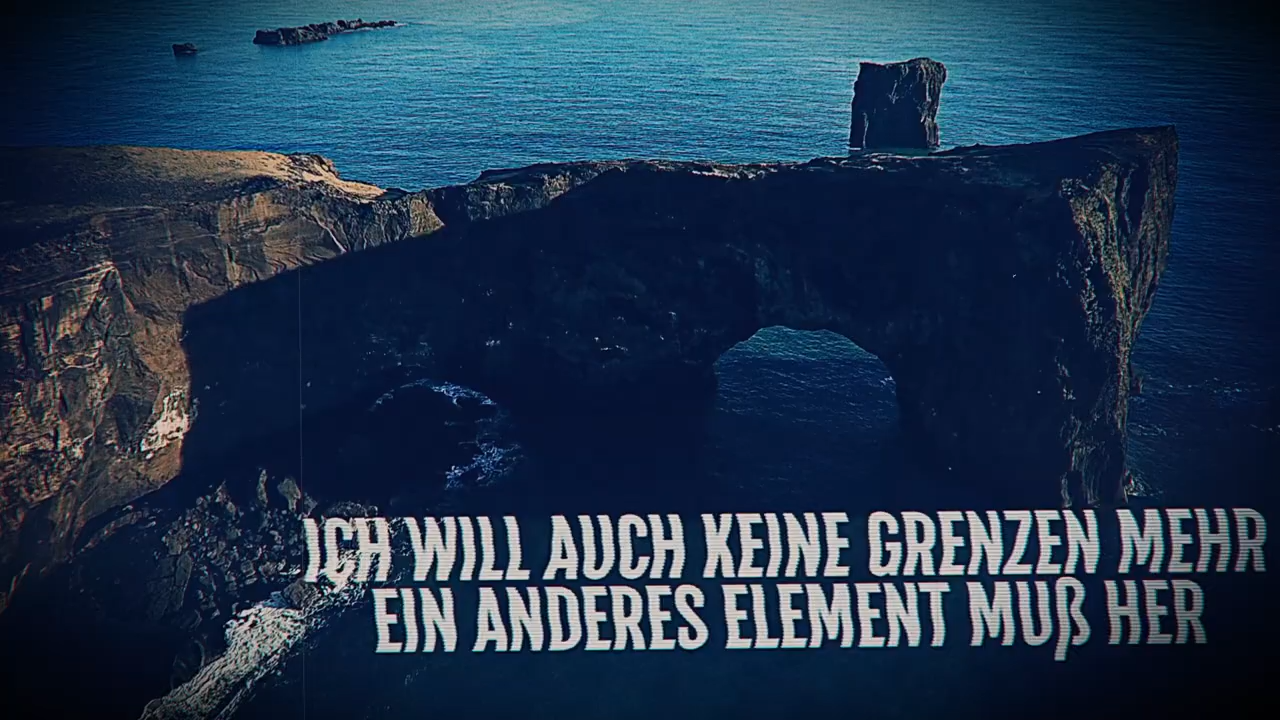 ICH WILL AUCH KEINE GRENZEN MEHR
EIN ANDERES ELEMENT MUß HER